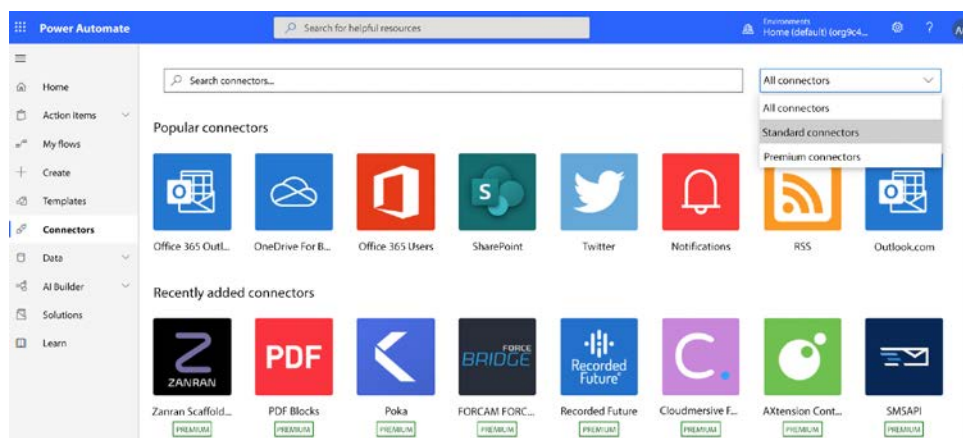 Power Automate
Search for helpful resources
Environments
Home (default) (org9c4...
?
Search connectors...
All connectors
All connectors
Standard connectors
Premium connectors
Home
Action items
My flows
Create
Templates
Connectors
Data
AI Builder
Solutions
Learn
Popular connectors
Office 365 Outl...
OneDrive For B...
Office 365 Users
S
SharePoint
Twitter
Notifications
RSS
Outlook.com
Recently added connectors
Z
ZANRAN
PDF
FORCE
BRIDGE
Recorded
Future
C.
Zanran Scaffold...
PDF Blocks
Poka
FORCAM FORC...
Recorded Future
Cloudmersive F...
AXtension Cont...
SMSAPI
PREMIUM
PREMIUM
PREMIUM
PREMIUM
PREMIUM
PREMIUM
PREMIUM
PREMIUM